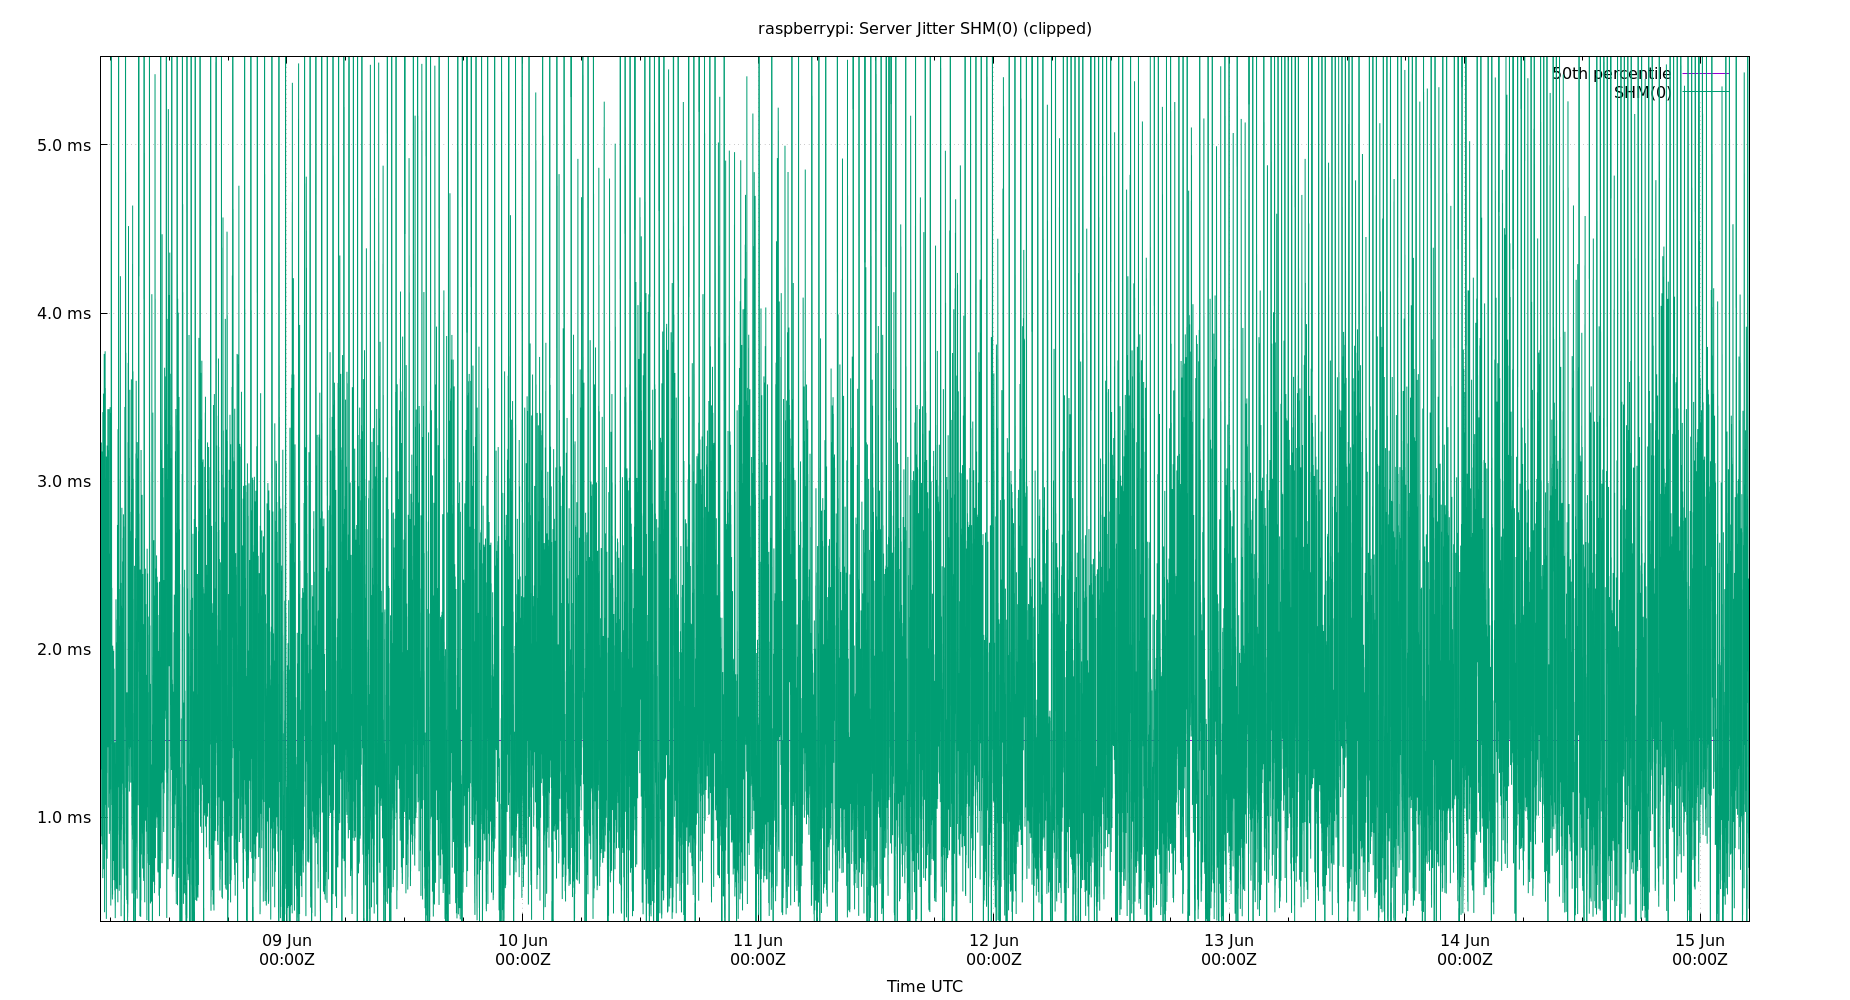 raspberrypi: Server Jitter SHM(0) (clipped)
50th percentile
SHM(0)
5.0 ms
4.0 ms
3.0 ms
2.0 ms
1.0 ms
09 Jun 10 Jun 11 Jun 12 Jun 13 Jun 14 Jun 15 Jun
00:00Z 00:00Z 00:00Z 00:00Z 00:00Z 00:00Z 00:00Z
Time UTC